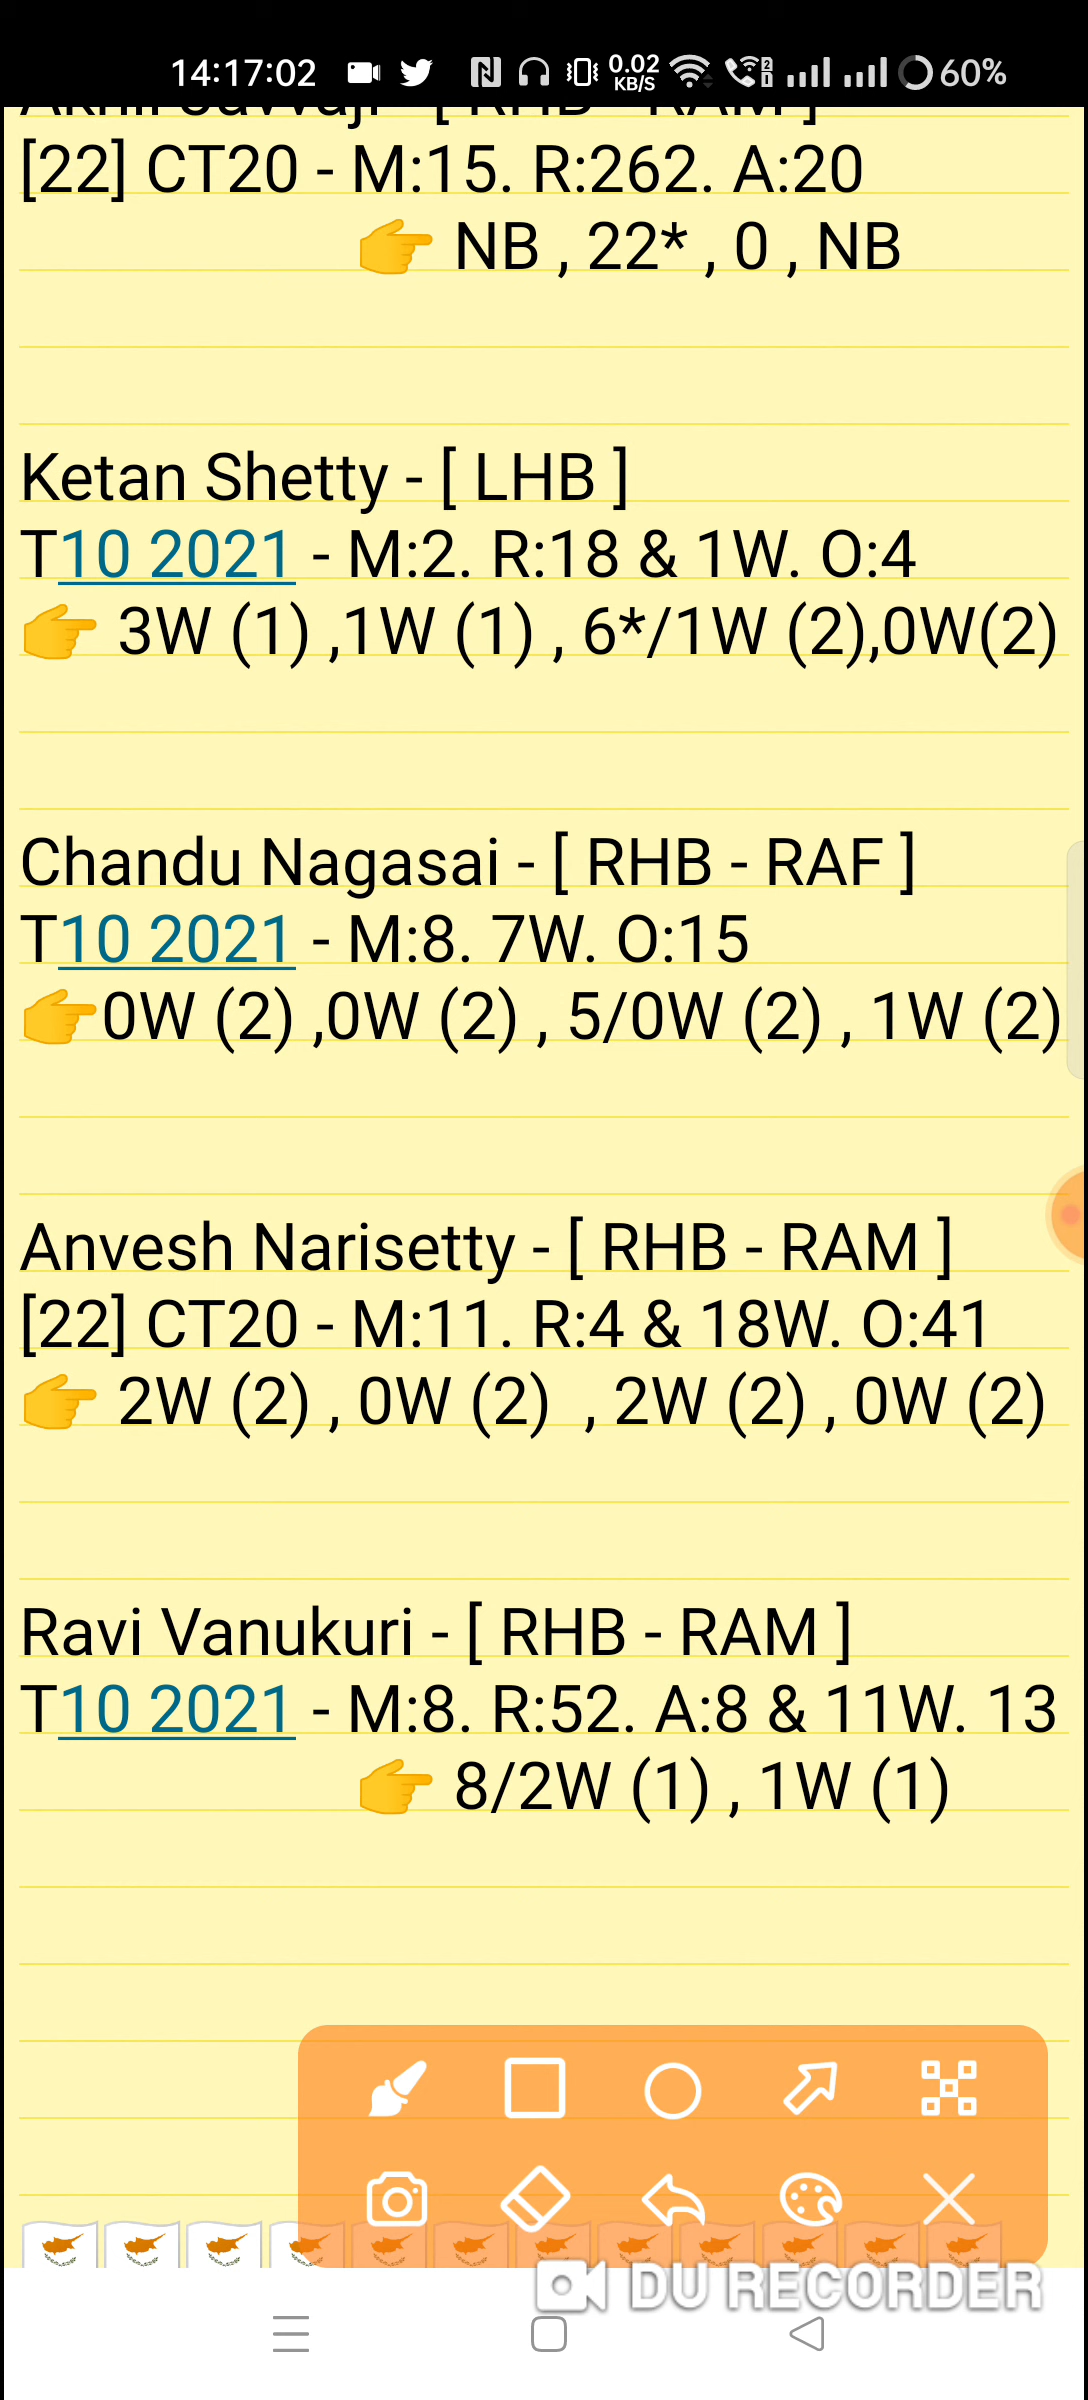 14:17:02 0.02 KB/S 2 1 60%
[22] CT20 - M:15. R:262. A:20
👉 NB , 22* , 0 , NB
Ketan Shetty - [ LHB ]
T10 2021 - M:2. R:18 & 1W. O:4
👉 3W (1) ,1W (1) , 6*/1W (2),0W(2)
Chandu Nagasai - [ RHB - RAF ]
T10 2021 - M:8. 7W. O:15
👉0W (2) ,0W (2) , 5/0W (2) , 1W (2)
Anvesh Narisetty - [ RHB - RAM ]
[22] CT20 - M:11. R:4 & 18W. O:41
👉 2W (2) , 0W (2) , 2W (2) , 0W (2)
Ravi Vanukuri - [ RHB - RAM ]
T10 2021 - M:8. R:52. A:8 & 11W. 13
👉 8/2W (1) , 1W (1)
DU RECORDER